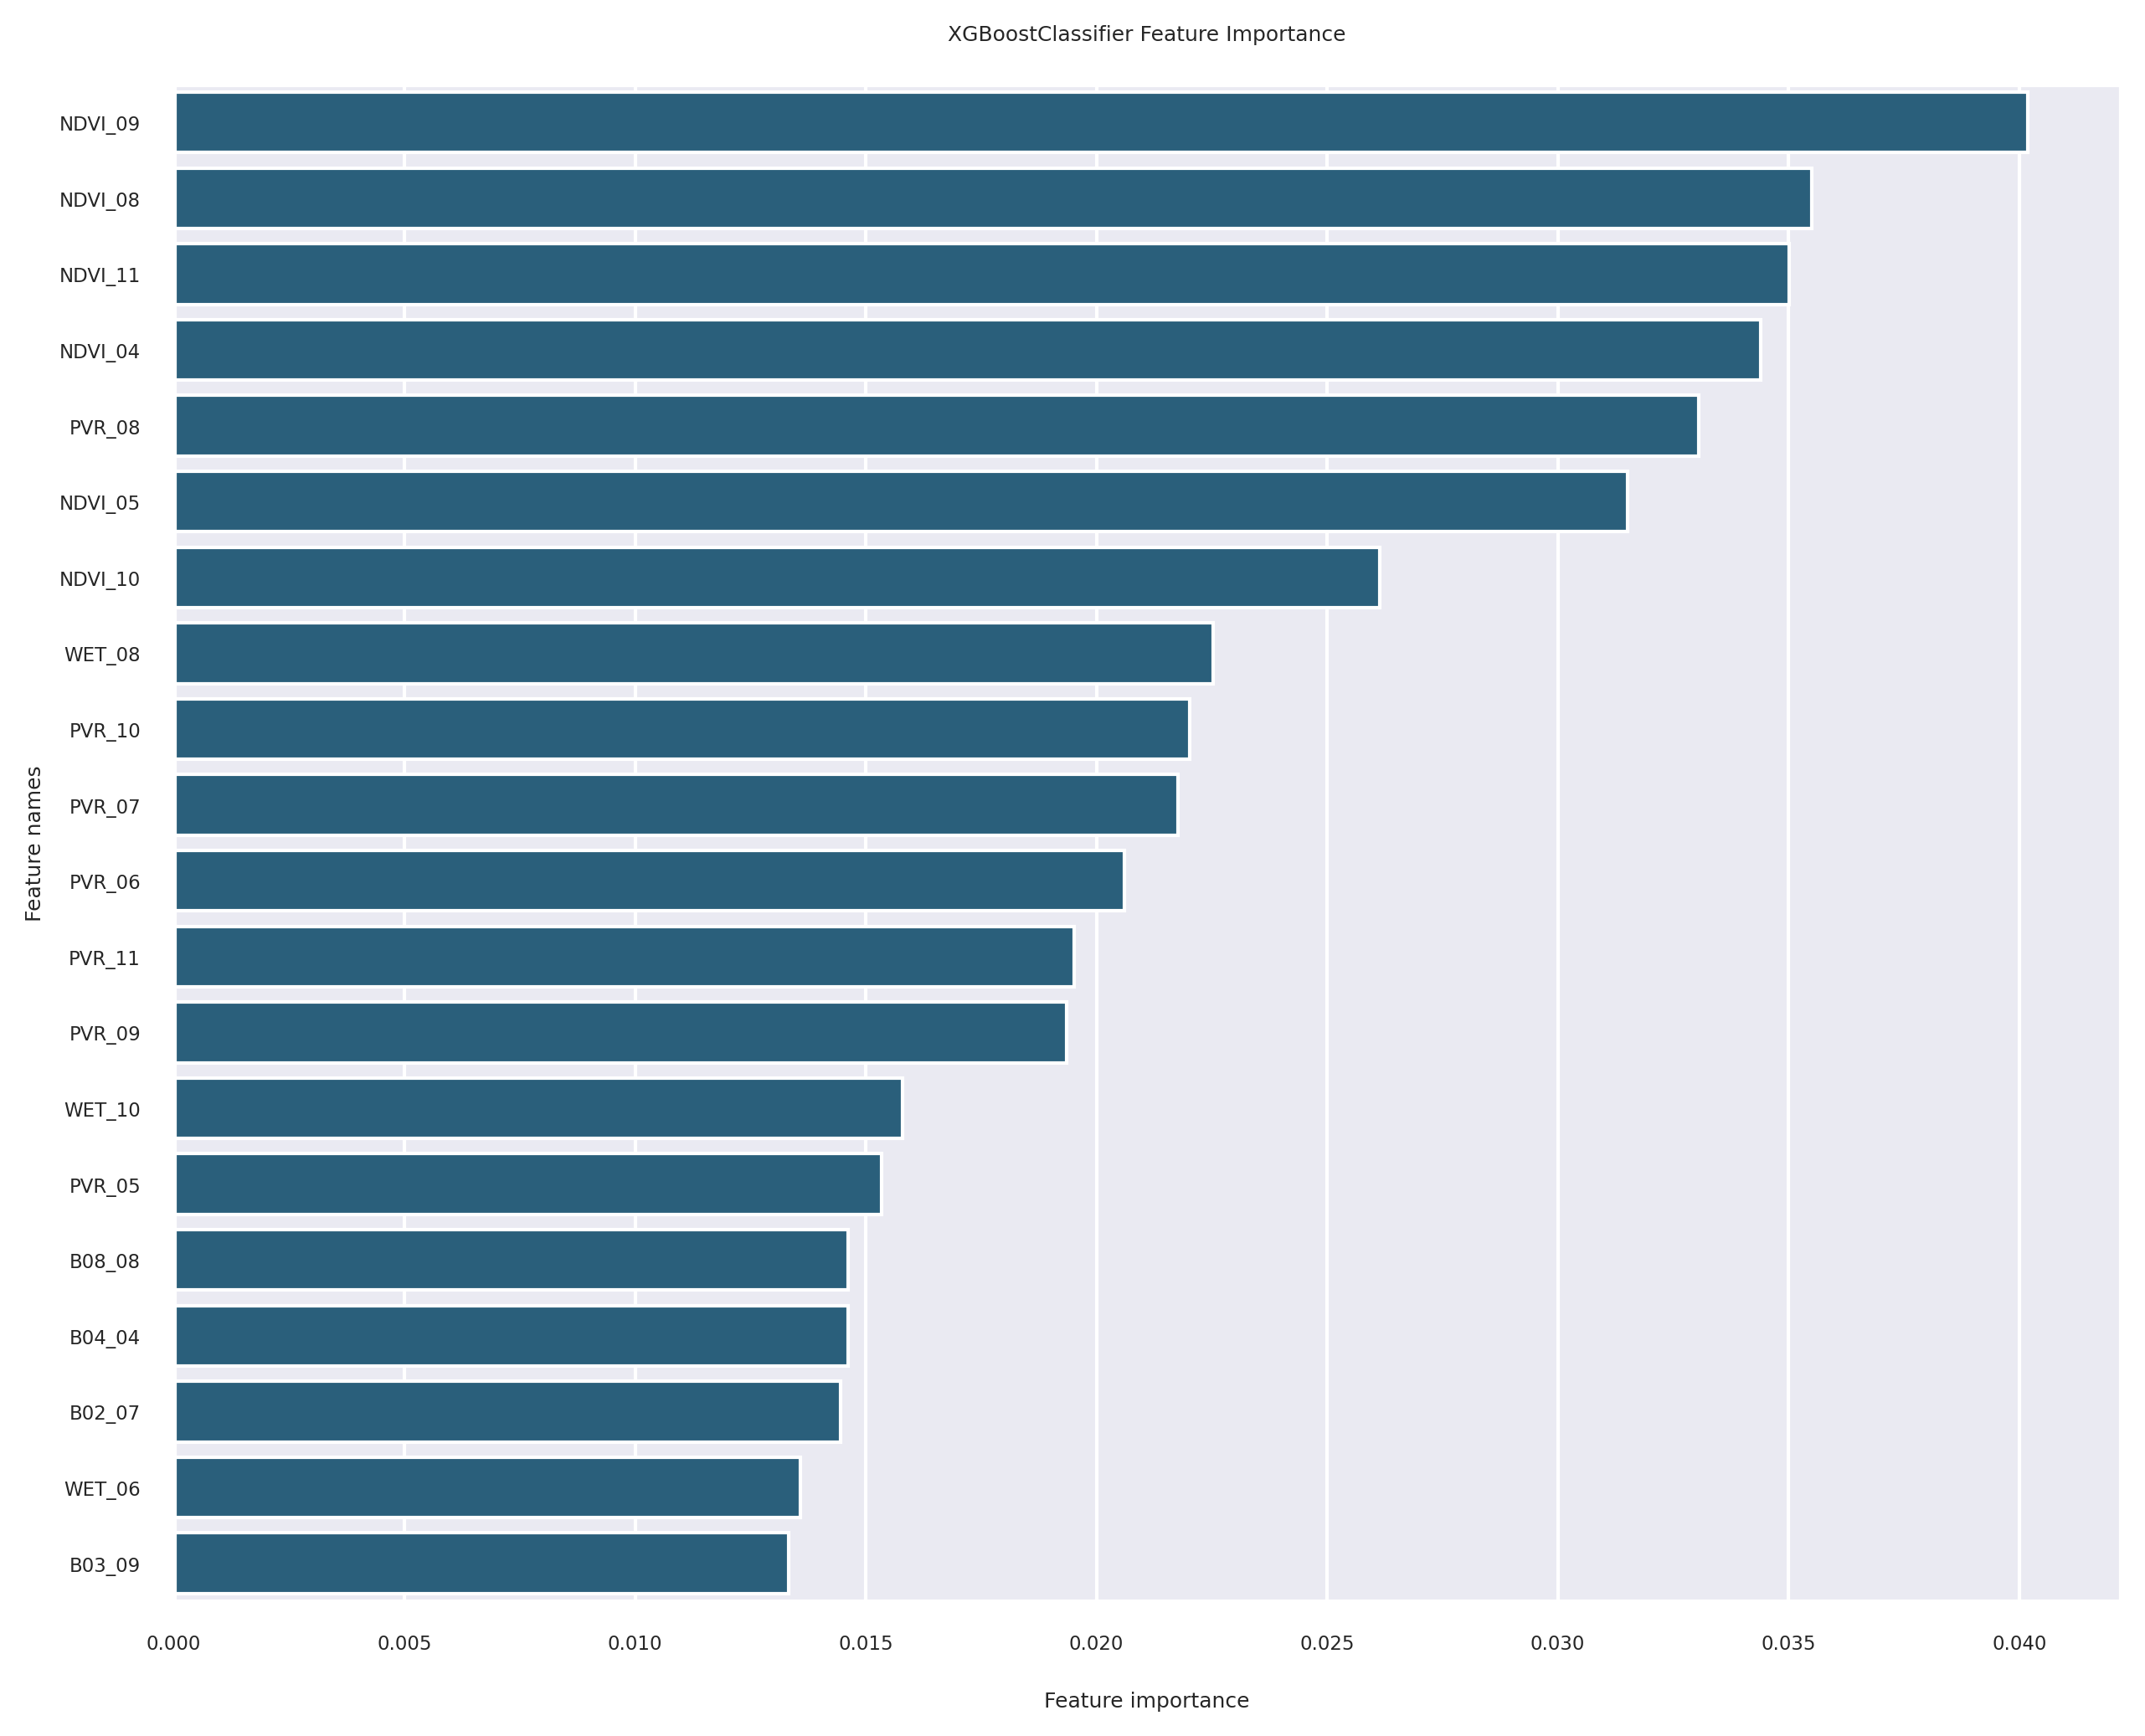 XGBoostClassifier Feature Importance
NDVI_09
NDVI_08
NDVI_11
NDVI_04
PVR_08
NDVI_05
NDVI_10
WET_08
PVR_10
PVR_07
PVR_06
PVR_11
PVR_09
WET_10
PVR_05
B08_08
B04_04
B02_07
WET_06
B03_09
Feature names
0.000 0.005 0.010 0.015 0.020 0.025 0.030 0.035 0.040
Feature importance